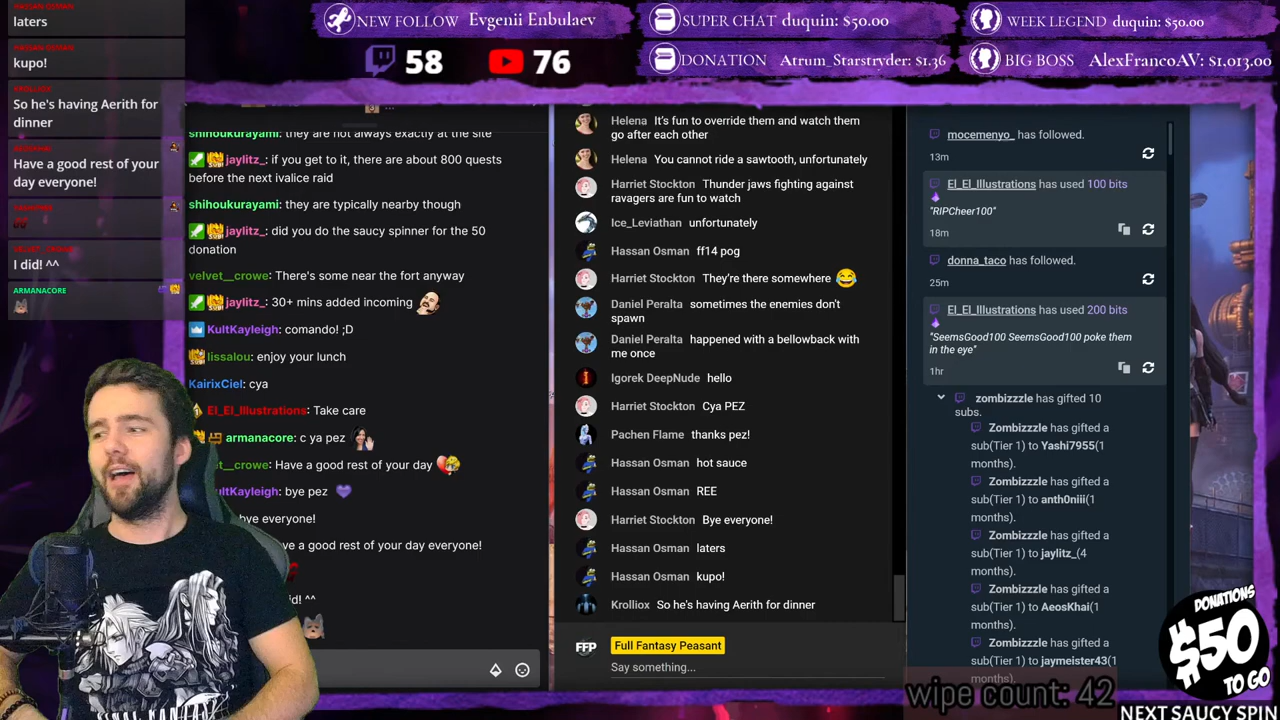 HASSAN OSMAN
laters
HASSAN OSMAN
kupo!
KROLLIOX
So he's having Aerith for
dinner
Have a good rest of your
day everyone!
I did! ^^
ARMANACORE
NEW FOLLOW Evgenii Enbulaev
58
76
SUPER CHAT duquin: $50.00
WEEK LEGEND duquin: $50.00
DONATION Atrum_Starstryder: $1.36
BIG BOSS AlexFrancoAV: $1,013.00
shihoukurayami: they are not always exactly at the site
jaylitz_: if you get to it, there are about 800 quests
before the next ivalice raid
shihoukurayami: they are typically nearby though
jaylitz_: did you do the saucy spinner for the 50
donation
velvet__crowe: There's some near the fort anyway
jaylitz_: 30+ mins added incoming
KultKayleigh: comando! ;D
lissalou: enjoy your lunch
KairixCiel: cya
El_El_Illustrations: Take care
armanacore: c ya pez
et__crowe: Have a good rest of your day
ultKayleigh: bye pez
bye everyone!
ve a good rest of your day everyone!
id! ^^
Helena It's fun to override them and watch them
go after each other
Helena You cannot ride a sawtooth, unfortunately
Harriet Stockton Thunder jaws fighting against
ravagers are fun to watch
Ice_Leviathan unfortunately
Hassan Osman ff14 pog
Harriet Stockton They're there somewhere 😂
Daniel Peralta sometimes the enemies don't
spawn
Daniel Peralta happened with a bellowback with
me once
Igorek DeepNude hello
Harriet Stockton Cya PEZ
Pachen Flame thanks pez!
Hassan Osman hot sauce
Hassan Osman REE
Harriet Stockton Bye everyone!
Hassan Osman laters
Hassan Osman kupo!
Krolliox So he's having Aerith for dinner
FFP
Full Fantasy Peasant
Say something...
mocemenyo_ has followed.
13m
El_El_Illustrations has used 100 bits
"RIPCheer100"
18m
donna_taco has followed.
25m
El_El_Illustrations has used 200 bits
"SeemsGood100 SeemsGood100 poke them
in the eye"
1hr
zombizzzle has gifted 10
subs.
Zombizzzle has gifted a
sub(Tier 1) to Yashi7955(1
months).
Zombizzzle has gifted a
sub(Tier 1) to anth0niii(1
months).
Zombizzzle has gifted a
sub(Tier 1) to jaylitz_(4
months).
Zombizzzle has gifted a
sub(Tier 1) to AeosKhai(1
months).
Zombizzzle has gifted a
sub(Tier 1) to jaymeister43(1
months).
wipe count: 42
DONATIONS
$50
TO GO
NEXT SAUCY SPIN